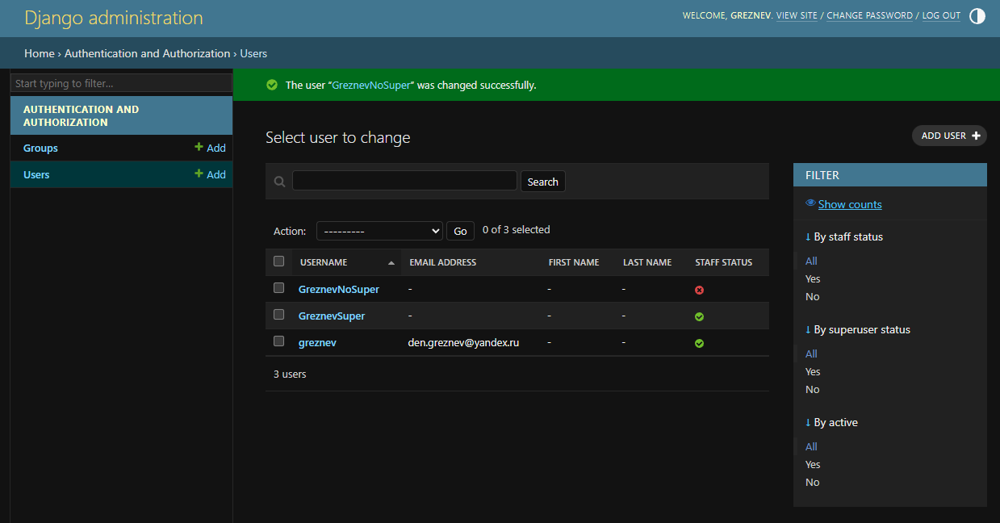 Django administration
WELCOME, GREZNEV. VIEW SITE / CHANGE PASSWORD / LOG OUT
Home › Authentication and Authorization › Users
Start typing to filter...
AUTHENTICATION AND
AUTHORIZATION
Groups + Add
Users + Add
The user “GreznevNoSuper” was changed successfully.
Select user to change
ADD USER +
Search
Action: --------- Go 0 of 3 selected
USERNAME EMAIL ADDRESS FIRST NAME LAST NAME STAFF STATUS
GreznevNoSuper - - -
GreznevSuper - - -
greznev den.greznev@yandex.ru - -
3 users
FILTER
Show counts
↓ By staff status
All
Yes
No
↓ By superuser status
All
Yes
No
↓ By active
All
Yes
No